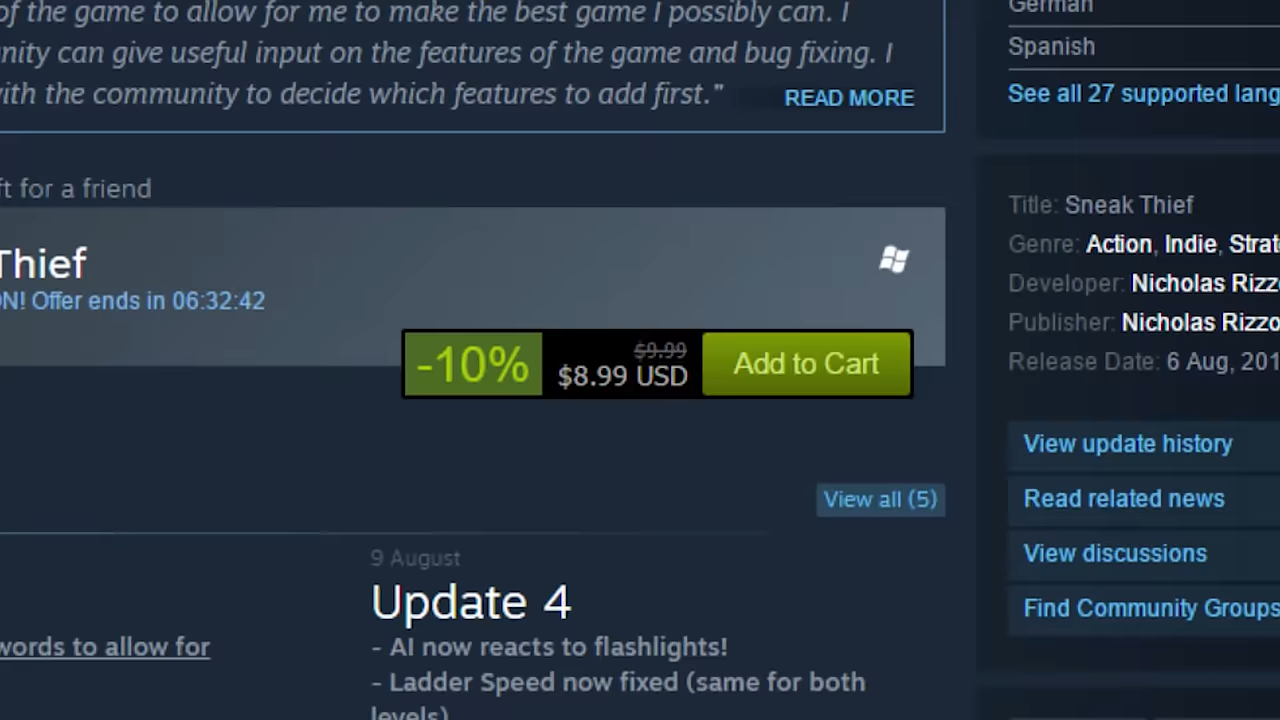 of the game to allow for me to make the best game I possibly can. I
nity can give useful input on the features of the game and bug fixing. I
ith the community to decide which features to add first."
READ MORE
ft for a friend
Thief
N! Offer ends in 06:32:42
-10%
$9.99
$8.99 USD
Add to Cart
View all (5)
9 August
Update 4
words to allow for
- AI now reacts to flashlights!
- Ladder Speed now fixed (same for both
levels)
German
Spanish
See all 27 supported lang
Title: Sneak Thief
Genre: Action, Indie, Strat
Developer: Nicholas Rizz
Publisher: Nicholas Rizzo
Release Date: 6 Aug, 201
View update history
Read related news
View discussions
Find Community Groups